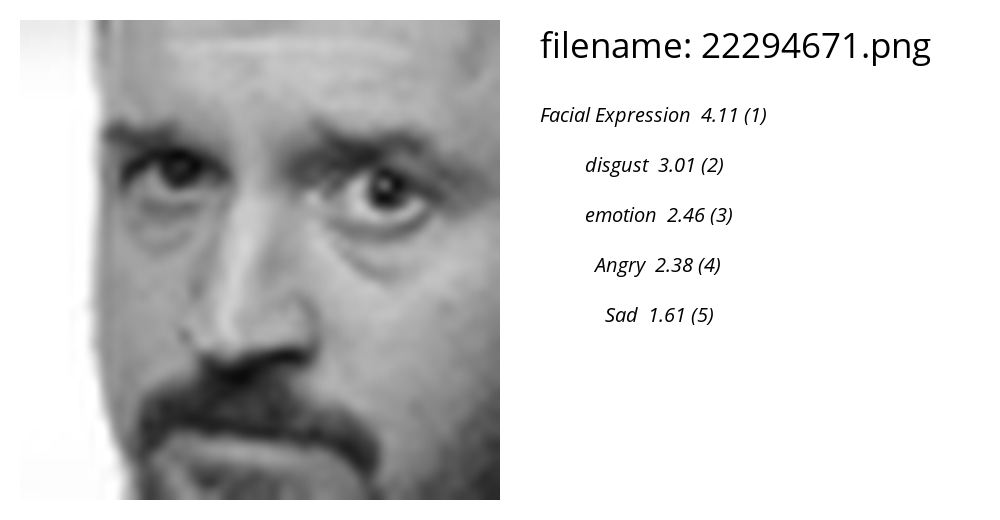 filename: 22294671.png
Facial Expression 4.11 (1)
disgust 3.01 (2)
emotion 2.46 (3)
Angry 2.38 (4)
Sad 1.61 (5)